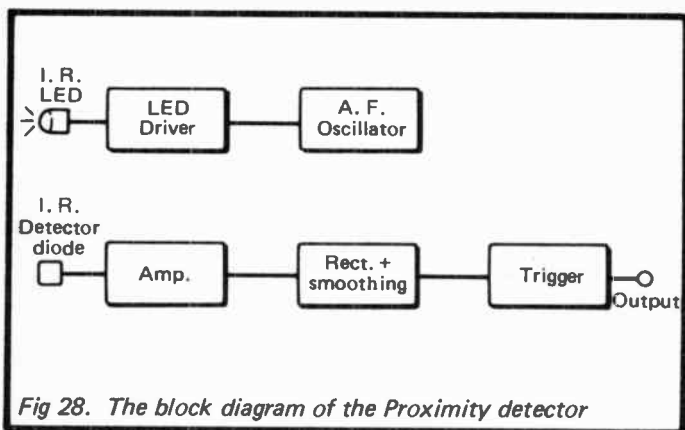 I. R.
LED
LED
Driver
A. F.
Oscillator
I. R.
Detector
diode
Amp.
Rect. +
smoothing
Trigger
Output
Fig 28. The block diagram of the Proximity detector